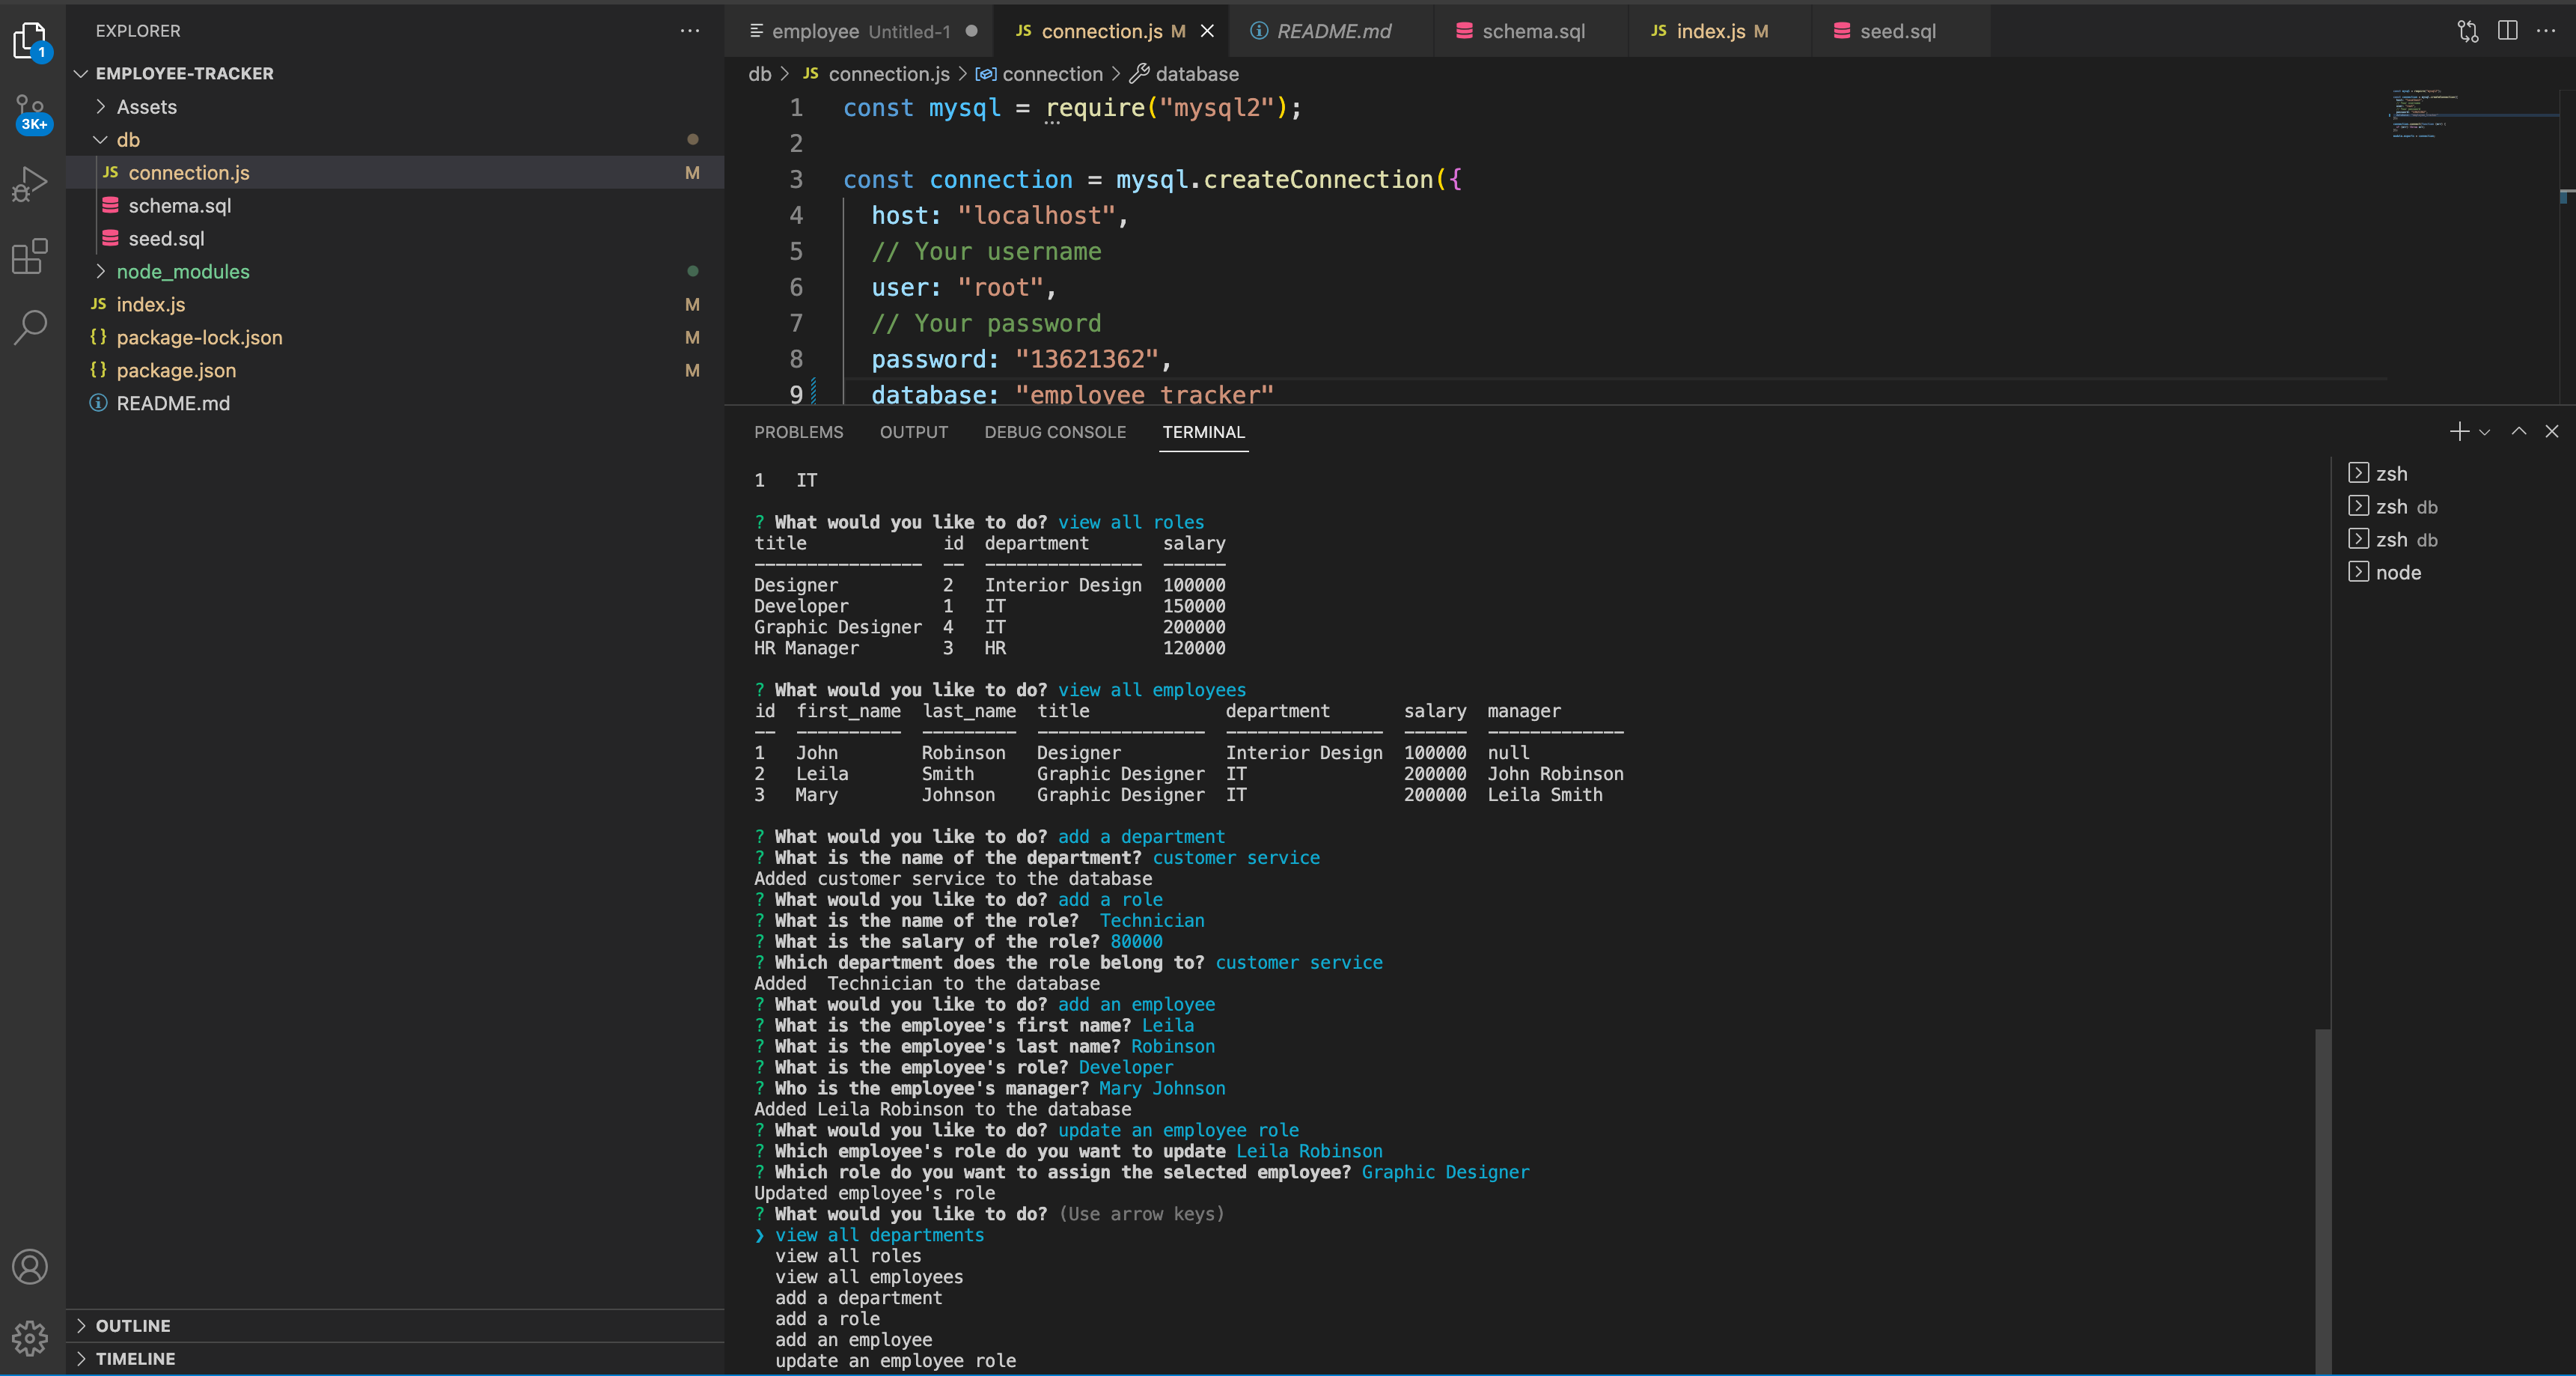 EXPLORER
EMPLOYEE-TRACKER
Assets
db
JS connection.js M
schema.sql
seed.sql
node_modules
JS index.js M
{} package-lock.json M
{} package.json M
README.md
OUTLINE
TIMELINE
1
3K+
employee Untitled-1
JS connection.js M
README.md
schema.sql
JS index.js M
seed.sql
db > JS connection.js > connection > database
1 const mysql = require("mysql2");
2
3 const connection = mysql.createConnection({
4 host: "localhost",
5 // Your username
6 user: "root",
7 // Your password
8 password: "13621362",
9 database: "employee_tracker"
PROBLEMS OUTPUT DEBUG CONSOLE TERMINAL
1 IT
? What would you like to do? view all roles
title id department salary
---------------- -- --------------- ------
Designer 2 Interior Design 100000
Developer 1 IT 150000
Graphic Designer 4 IT 200000
HR Manager 3 HR 120000
? What would you like to do? view all employees
id first_name last_name title department salary manager
-- ---------- --------- ---------------- --------------- ------ -------------
1 John Robinson Designer Interior Design 100000 null
2 Leila Smith Graphic Designer IT 200000 John Robinson
3 Mary Johnson Graphic Designer IT 200000 Leila Smith
? What would you like to do? add a department
? What is the name of the department? customer service
Added customer service to the database
? What would you like to do? add a role
? What is the name of the role?  Technician
? What is the salary of the role? 80000
? Which department does the role belong to? customer service
Added  Technician to the database
? What would you like to do? add an employee
? What is the employee's first name? Leila
? What is the employee's last name? Robinson
? What is the employee's role? Developer
? Who is the employee's manager? Mary Johnson
Added Leila Robinson to the database
? What would you like to do? update an employee role
? Which employee's role do you want to update Leila Robinson
? Which role do you want to assign the selected employee? Graphic Designer
Updated employee's role
? What would you like to do? (Use arrow keys)
❯ view all departments
view all roles
view all employees
add a department
add a role
add an employee
update an employee role
zsh
zsh db
zsh db
node